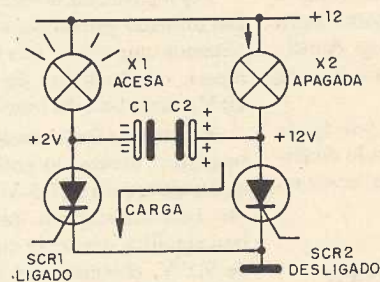 +12
X1
ACESA
X2
APAGADA
C1 C2
+2V
+12V
CARGA
SCR1
LIGADO
SCR2
DESLIGADO